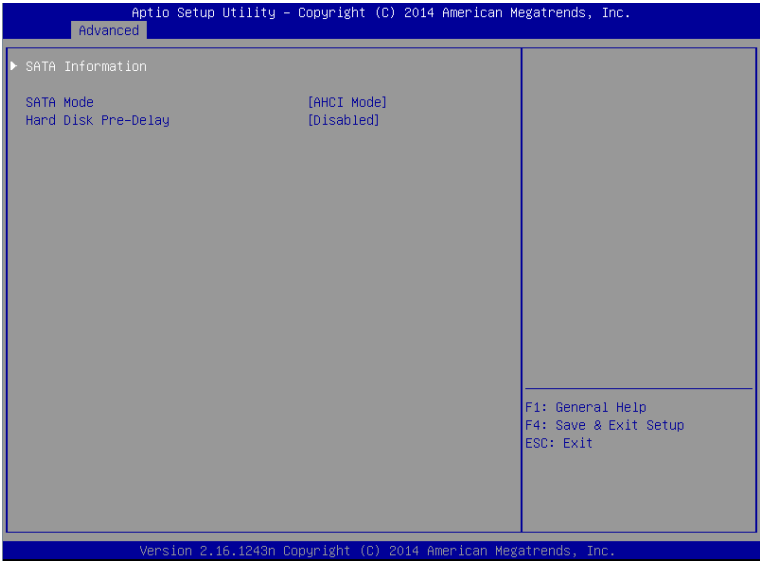 Aptio Setup Utility – Copyright (C) 2014 American Megatrends, Inc.
Advanced
SATA Information
SATA Mode [AHCI Mode]
Hard Disk Pre-Delay [Disabled]
F1: General Help
F4: Save & Exit Setup
ESC: Exit
Version 2.16.1243n Copyright (C) 2014 American Megatrends, Inc.